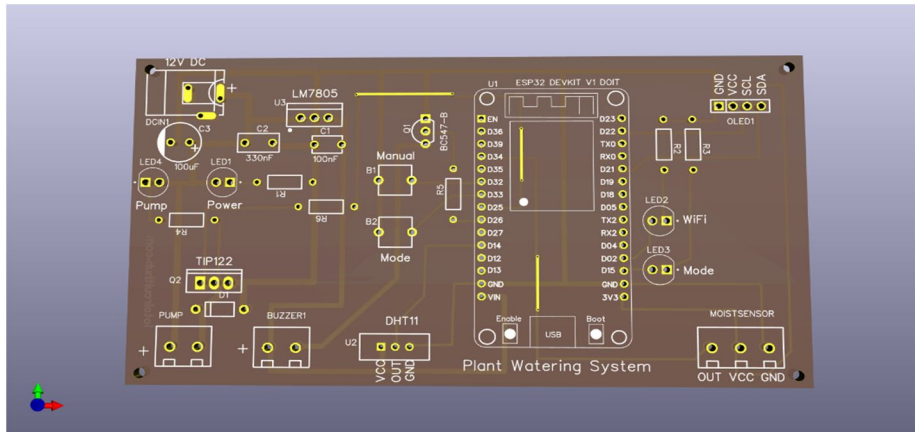 12V DC
+
DCIN1
C3
+
100uF
LM7805
U3
C2
330nF
C1
100nF
Q1
BC547-B
U1
ESP32 DEVKIT V1 DOIT
GND
VCC
SCL
SDA
OLED1
LED4
Pump
LED1
Power
R1
R4
R6
Manual
B1
B2
Mode
R5
EN
D36
D39
D34
D35
D32
D33
D25
D26
D27
D14
D12
D13
GND
VIN
D23
D22
TX0
RX0
D21
D19
D18
D05
TX2
RX2
D04
D02
D15
GND
3V3
Enable
USB
Boot
R2
R3
LED2
WiFi
LED3
Mode
TIP122
Q2
D1
PUMP
+
BUZZER1
+
DHT11
U2
VCC
OUT
GND
Plant Watering System
MOISTSENSOR
OUT VCC GND